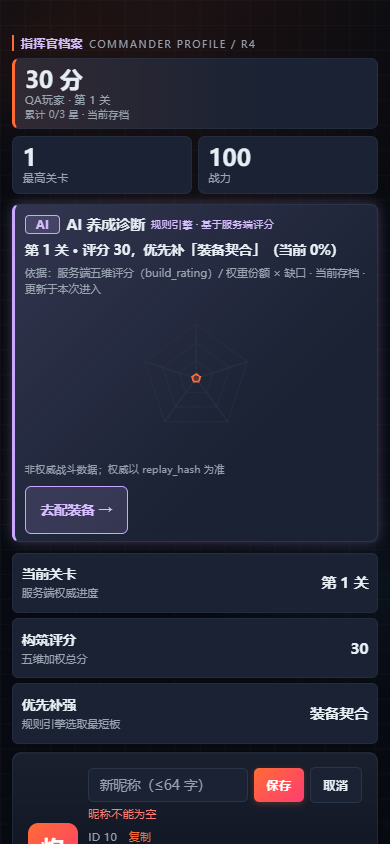 指挥官档案 COMMANDER PROFILE / R4
30 分
QA玩家 · 第 1 关
累计 0/3 星 · 当前存档
1
最高关卡
100
战力
AI AI 养成诊断 规则引擎 · 基于服务端评分
第 1 关 • 评分 30，优先补「装备契合」（当前 0%）
依据：服务端五维评分（build_rating）/ 权重份额 × 缺口 · 当前存档 ·
更新于本次进入
非权威战斗数据；权威以 replay_hash 为准
去配装备 →
当前关卡
服务端权威进度
第 1 关
构筑评分
五维加权总分
30
优先补强
规则引擎选取最短板
装备契合
新昵称（≤64 字） 保存 取消
昵称不能为空
ID 10 复制